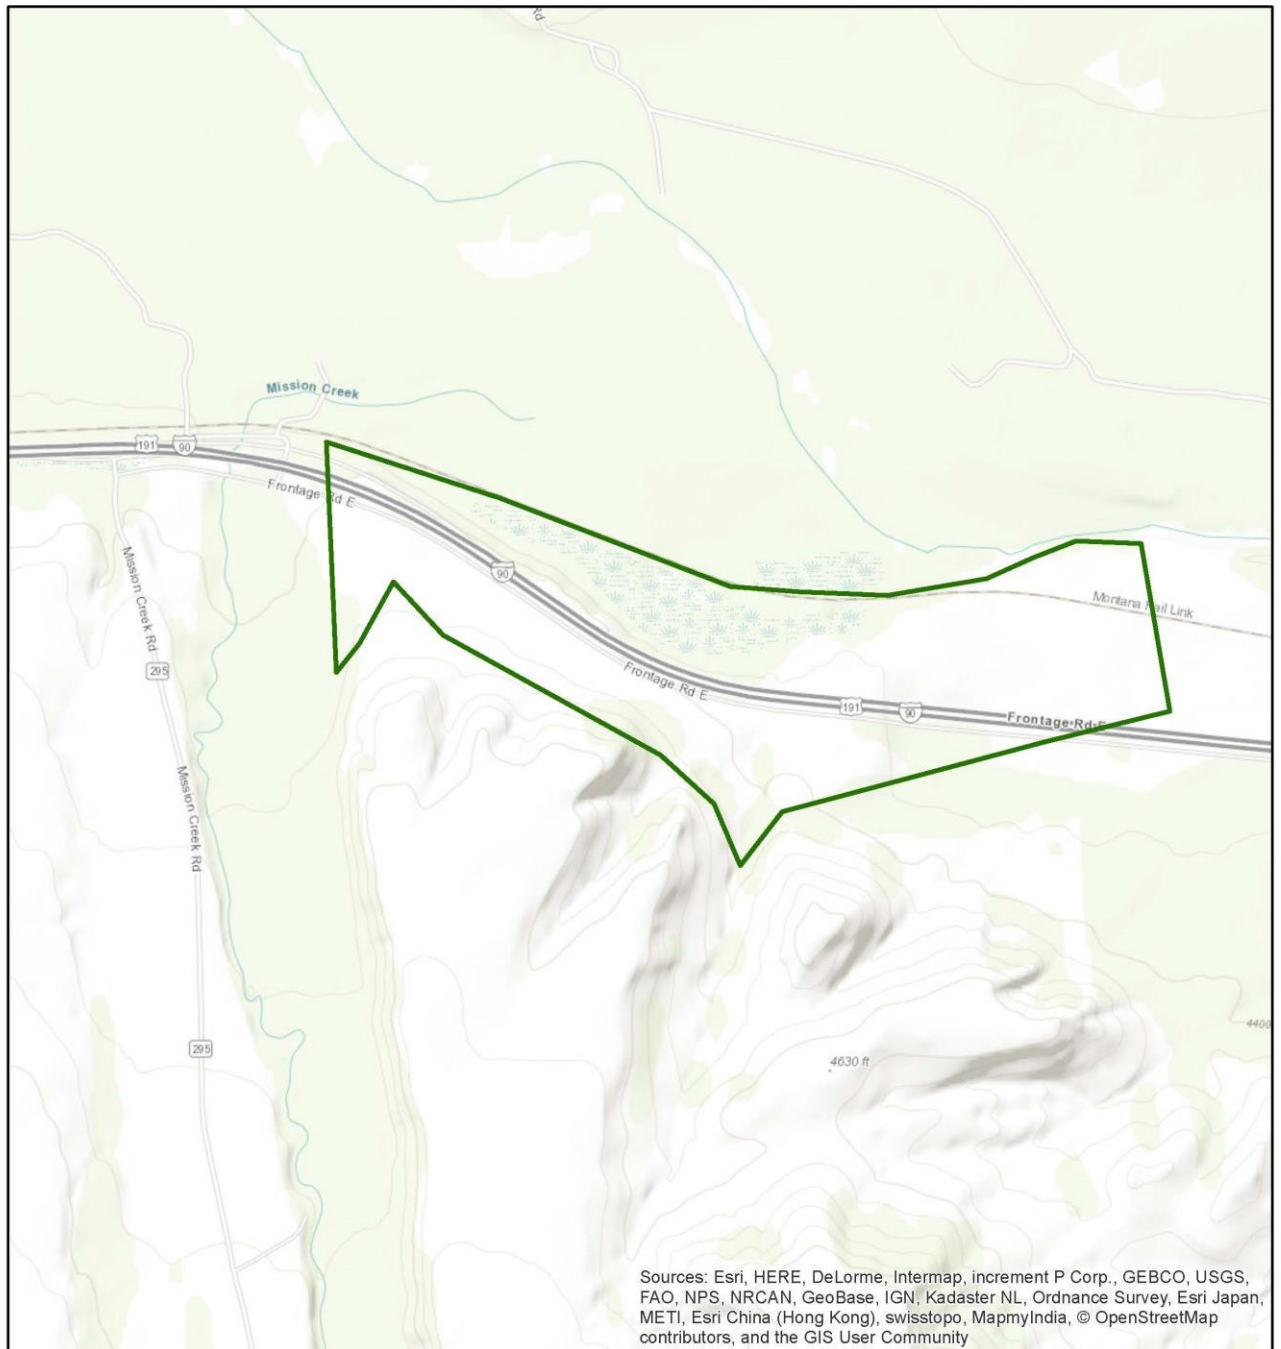 Rd
Mission Creek
191
90
Frontage Rd E
90
Mission Creek Rd
295
Montana Rail Link
Frontage Rd E
191
90
Frontage Rd E
Mission Creek Rd
4400
295
4630 ft
Sources: Esri, HERE, DeLorme, Intermap, increment P Corp., GEBCO, USGS,
FAO, NPS, NRCAN, GeoBase, IGN, Kadaster NL, Ordnance Survey, Esri Japan,
METI, Esri China (Hong Kong), swisstopo, MapmyIndia, © OpenStreetMap
contributors, and the GIS User Community